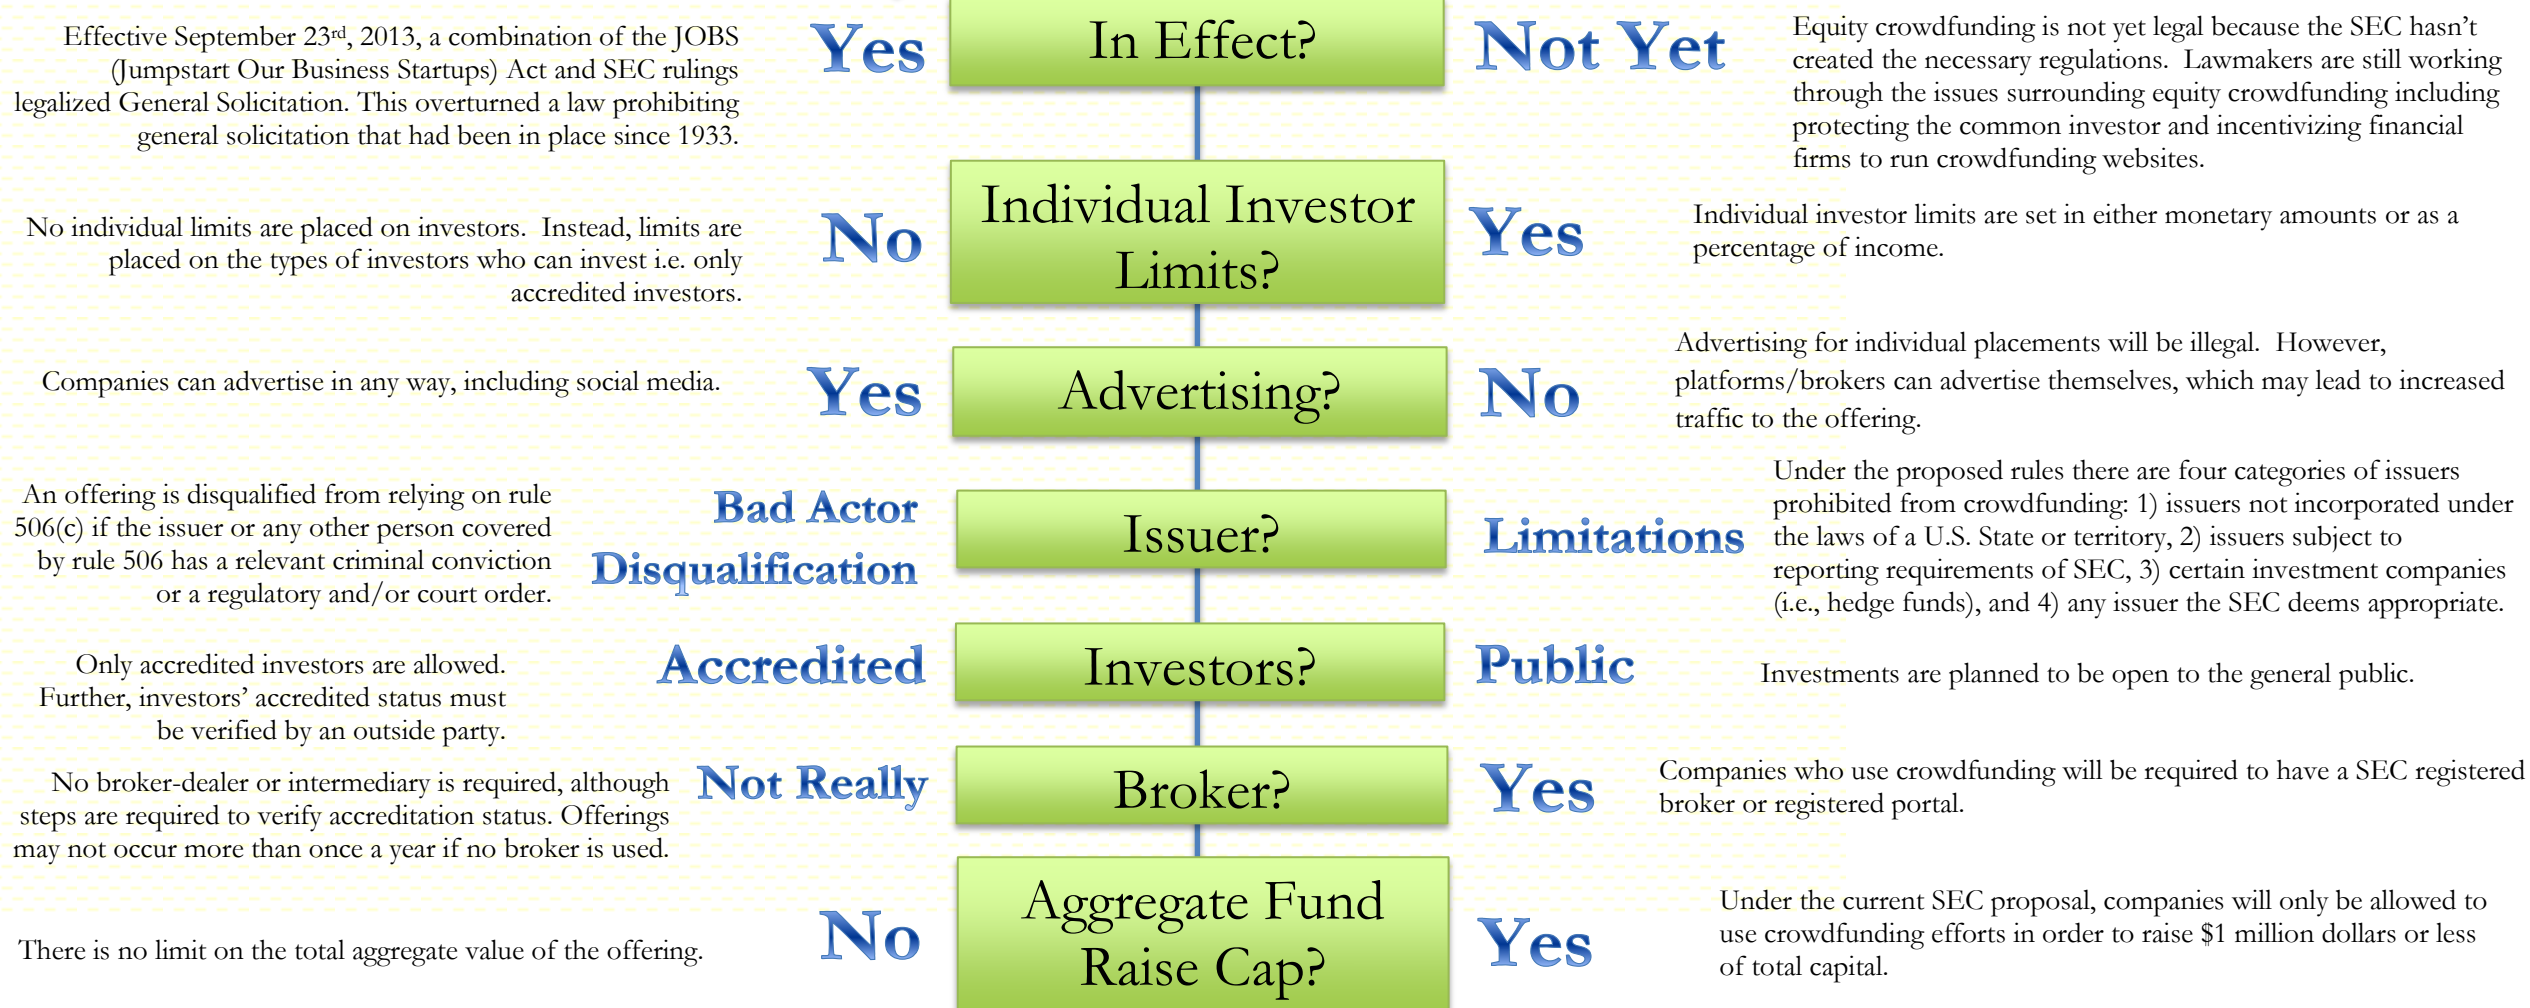 Effective September 23rd, 2013, a combination of the JOBS
(Jumpstart Our Business Startups) Act and SEC rulings
legalized General Solicitation. This overturned a law prohibiting
general solicitation that had been in place since 1933.
Yes
In Effect?
Not Yet
Equity crowdfunding is not yet legal because the SEC hasn't
created the necessary regulations. Lawmakers are still working
through the issues surrounding equity crowdfunding including
protecting the common investor and incentivizing financial
firms to run crowdfunding websites.
No individual limits are placed on investors. Instead, limits are
placed on the types of investors who can invest i.e. only
accredited investors.
No
Individual Investor
Limits?
Yes
Individual investor limits are set in either monetary amounts or as a
percentage of income.
Companies can advertise in any way, including social media.
Yes
Advertising?
No
Advertising for individual placements will be illegal. However,
platforms/brokers can advertise themselves, which may lead to increased
traffic to the offering.
An offering is disqualified from relying on rule
506(c) if the issuer or any other person covered
by rule 506 has a relevant criminal conviction
or a regulatory and/or court order.
Bad Actor
Disqualification
Issuer?
Limitations
Under the proposed rules there are four categories of issuers
prohibited from crowdfunding: 1) issuers not incorporated under
the laws of a U.S. State or territory, 2) issuers subject to
reporting requirements of SEC, 3) certain investment companies
(i.e., hedge funds), and 4) any issuer the SEC deems appropriate.
Only accredited investors are allowed.
Further, investors' accredited status must
be verified by an outside party.
Accredited
Investors?
Public
Investments are planned to be open to the general public.
No broker-dealer or intermediary is required, although
steps are required to verify accreditation status. Offerings
may not occur more than once a year if no broker is used.
Not Really
Broker?
Yes
Companies who use crowdfunding will be required to have a SEC registered
broker or registered portal.
There is no limit on the total aggregate value of the offering.
No
Aggregate Fund
Raise Cap?
Yes
Under the current SEC proposal, companies will only be allowed to
use crowdfunding efforts in order to raise $1 million dollars or less
of total capital.